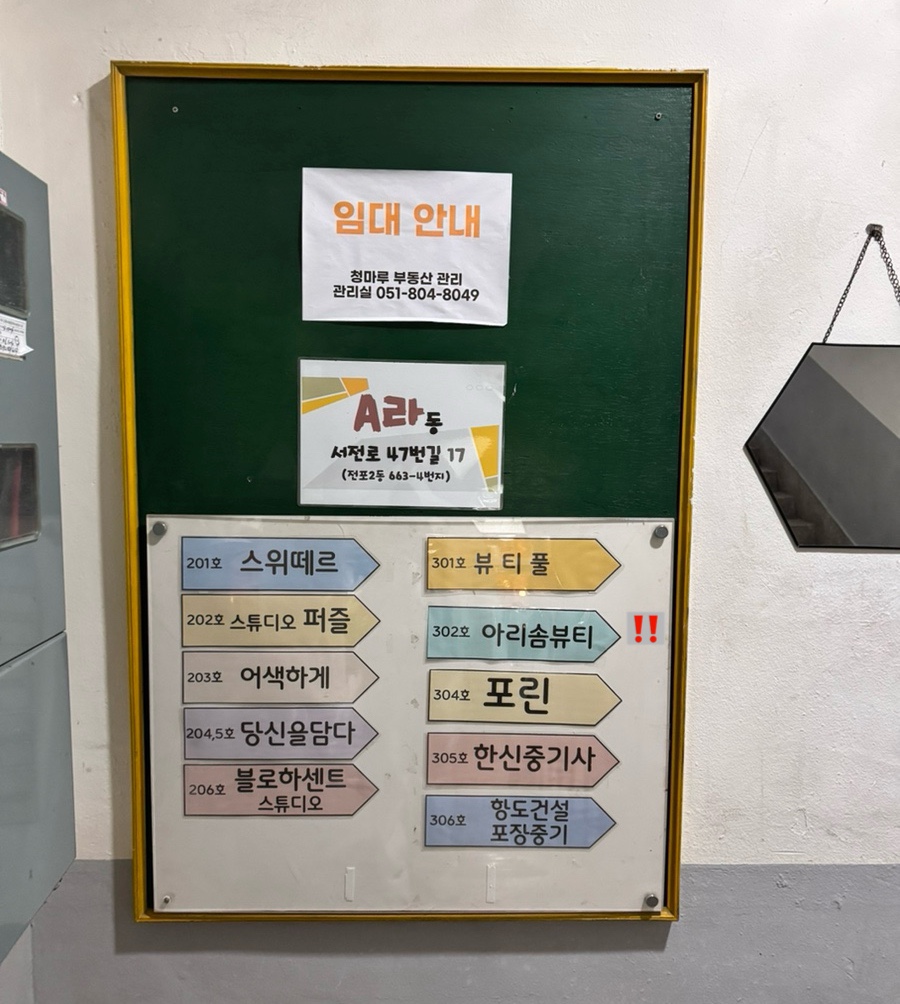 임대 안내
청마루 부동산 관리
관리실 051-804-8049
A라동
서전로 47번길 17
(전포2동 663-4번지)
201호 스위떼르
202호 스튜디오 퍼즐
203호 어색하게
204,5호 당신을담다
206호 블로하센트
스튜디오
301호 뷰티풀
302호 아리솜뷰티 ‼
304호 포린
305호 한신중기사
306호 항도건설
포장중기